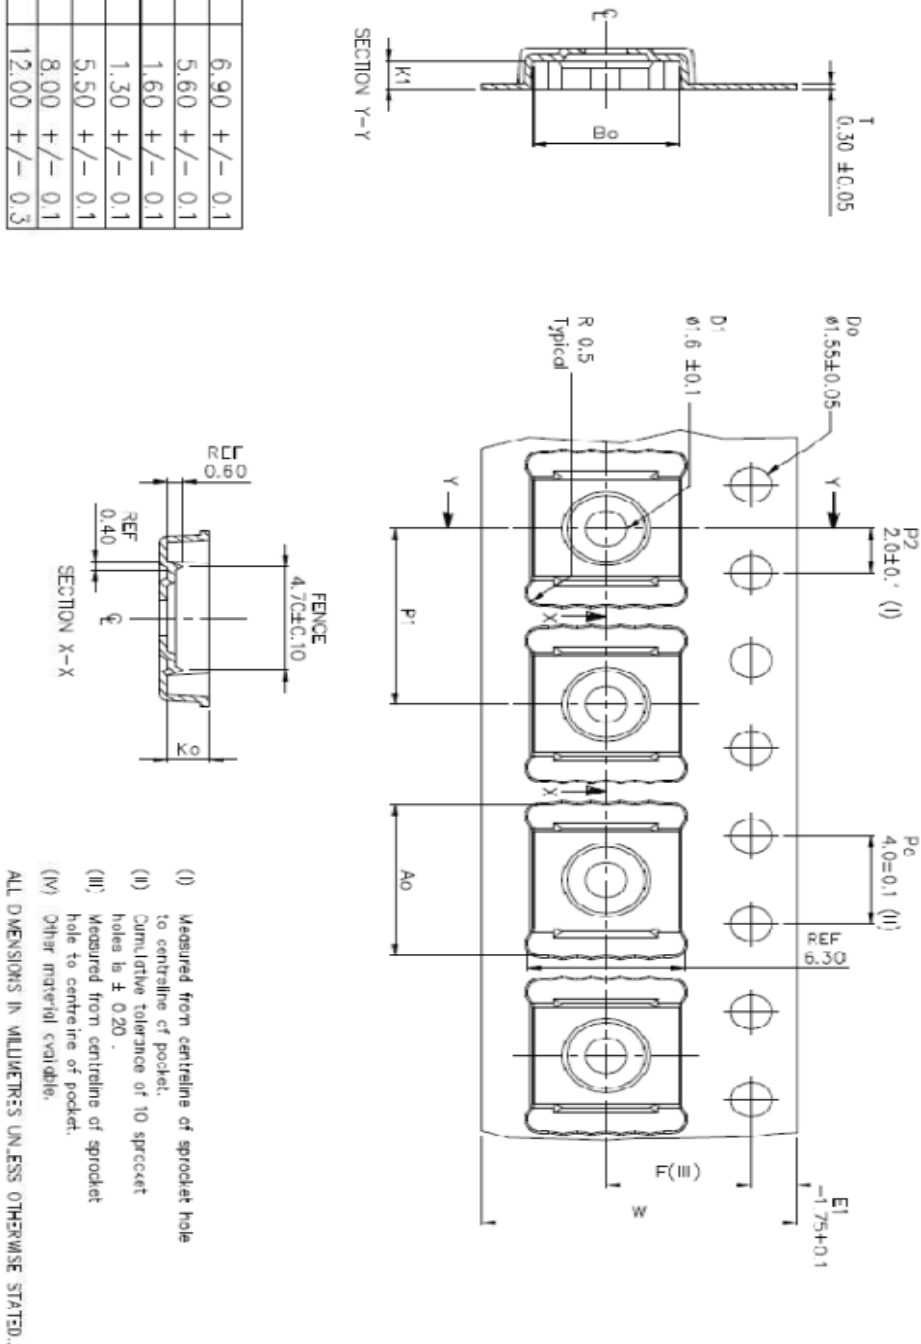 T
0.30 ±0.05
Bo
K1
SECTION Y-Y
Do
Ø1.55±0.05
D1
Ø1.6 ±0.1
R 0.5
Typical
P2
2.0±0.1 (I)
Po
4.0±0.1 (II)
E1
1.75±0.1
Y
Y
P1
X
X
Ao
REF
6.30
F(III)
W
REF
0.60
REF
0.40
FENCE
4.70±0.10
Ko
SECTION X-X
6.90 +/- 0.1
5.60 +/- 0.1
1.60 +/- 0.1
1.30 +/- 0.1
5.50 +/- 0.1
8.00 +/- 0.1
12.00 +/- 0.3
(I) Measured from centreline of sprocket hole
to centreline of pocket.
(II) Cumulative tolerance of 10 sprocket
holes is ± 0.20 .
(III) Measured from centreline of sprocket
hole to centreline of pocket.
(IV) Other material available.
ALL DIMENSIONS IN MILLIMETRES UNLESS OTHERWISE STATED.